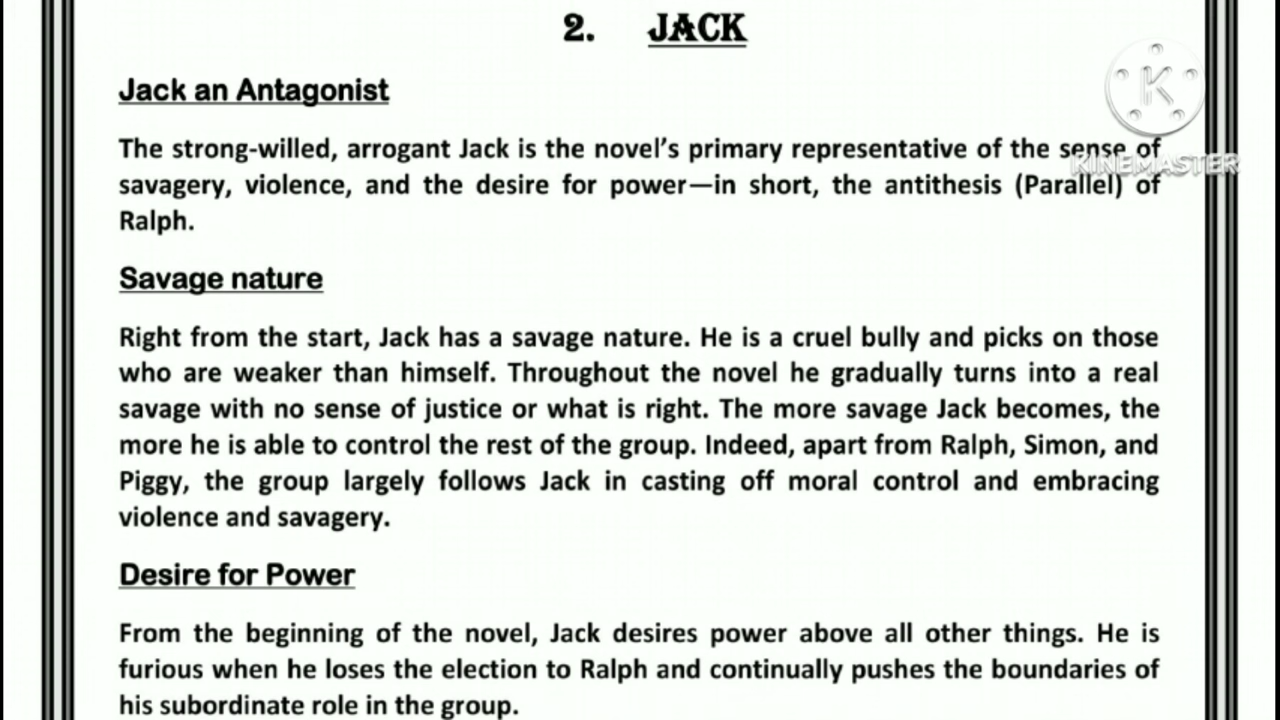 2. JACK
Jack an Antagonist
The strong-willed, arrogant Jack is the novel's primary representative of the sense of
savagery, violence, and the desire for power—in short, the antithesis (Parallel) of
Ralph.
Savage nature
Right from the start, Jack has a savage nature. He is a cruel bully and picks on those
who are weaker than himself. Throughout the novel he gradually turns into a real
savage with no sense of justice or what is right. The more savage Jack becomes, the
more he is able to control the rest of the group. Indeed, apart from Ralph, Simon, and
Piggy, the group largely follows Jack in casting off moral control and embracing
violence and savagery.
Desire for Power
From the beginning of the novel, Jack desires power above all other things. He is
furious when he loses the election to Ralph and continually pushes the boundaries of
his subordinate role in the group.
K
KINEMASTER